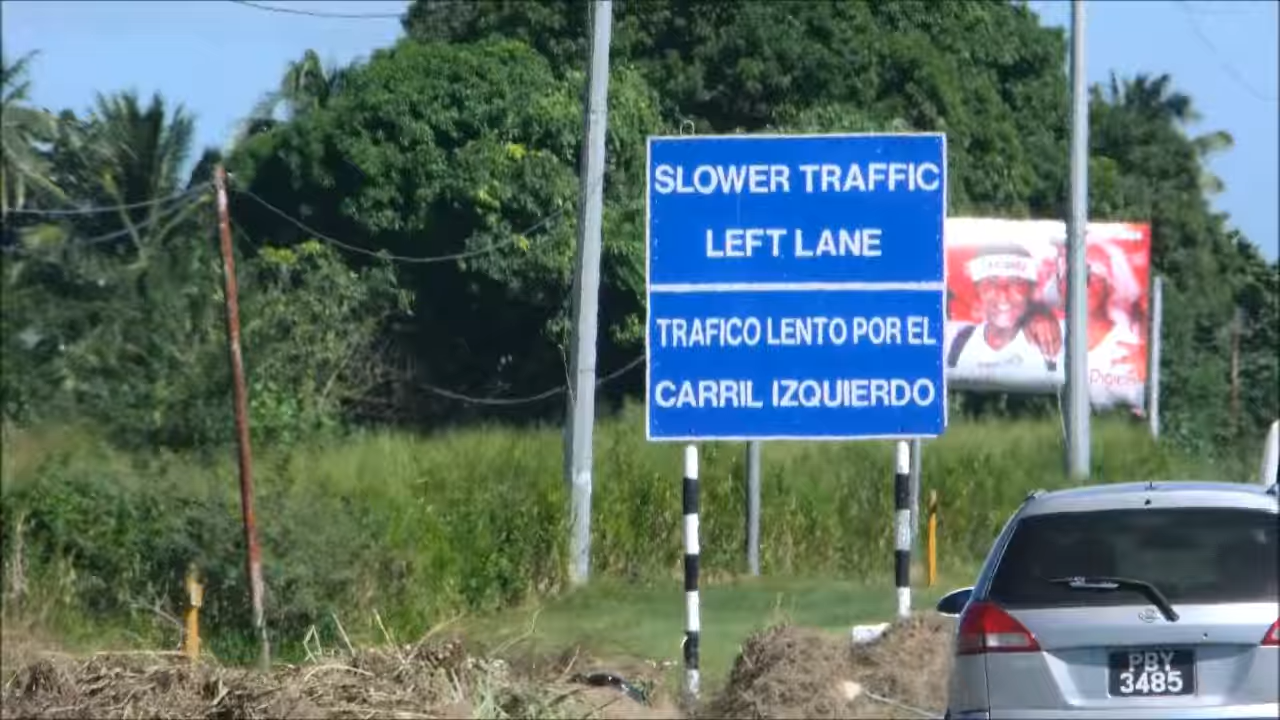 SLOWER TRAFFIC
LEFT LANE
TRAFICO LENTO POR EL
CARRIL IZQUIERDO
PBY
3485